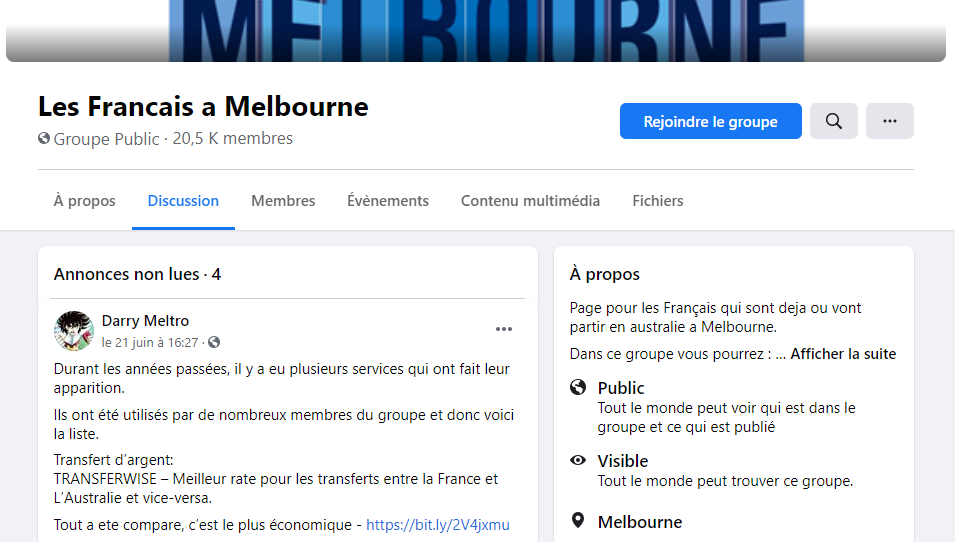 MELBOURNE
Les Francais a Melbourne
Groupe Public · 20,5 K membres
Rejoindre le groupe
À propos
Discussion
Membres
Évènements
Contenu multimédia
Fichiers
Annonces non lues · 4
Darry Meltro
le 21 juin à 16:27 ·
Durant les années passées, il y a eu plusieurs services qui ont fait leur
apparition.
Ils ont été utilisés par de nombreux membres du groupe et donc voici
la liste.
Transfert d’argent:
TRANSFERWISE – Meilleur rate pour les transferts entre la France et
L’Australie et vice-versa.
Tout a ete compare, c’est le plus économique - https://bit.ly/2V4jxmu
À propos
Page pour les Français qui sont deja ou vont
partir en australie a Melbourne.
Dans ce groupe vous pourrez : ... Afficher la suite
Public
Tout le monde peut voir qui est dans le
groupe et ce qui est publié
Visible
Tout le monde peut trouver ce groupe.
Melbourne